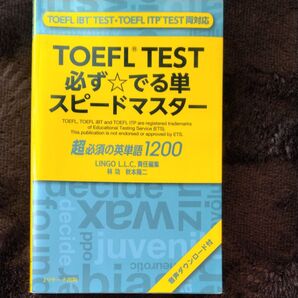 TOEFL iBT® TEST・TOEFL ITP TEST 両対応
TOEFL® TEST
必ず☆でる単
スピードマスター
TOEFL, TOEFL iBT and TOEFL ITP are registered trademarks
of Educational Testing Service (ETS).
This publication is not endorsed or approved by ETS.
超必須の英単語1200
LINGO L.L.C. 責任編集
林 功 秋本陽二
wax
decide
juveni
neurotic
bias
音声ダウンロード付
Jリサーチ出版